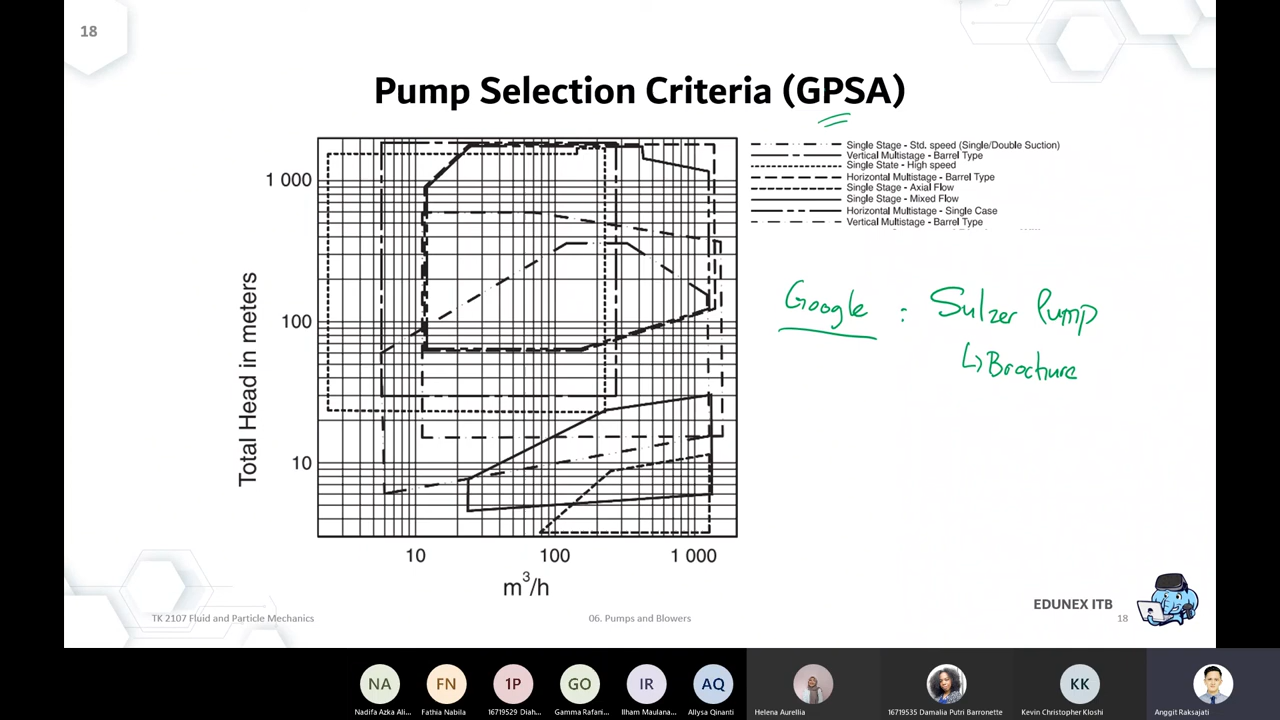 18
Pump Selection Criteria (GPSA)
Single Stage - Std. speed (Single/Double Suction)
Vertical Multistage - Barrel Type
Single State - High speed
Horizontal Multistage - Barrel Type
Single Stage - Axial Flow
Single Stage - Mixed Flow
Horizontal Multistage - Single Case
Vertical Multistage - Barrel Type
1 000
100
10
Total Head in meters
10 100 1 000
m³/h
Google : Sulzer Pump
↳ Brochure
EDUNEX ITB
TK 2107 Fluid and Particle Mechanics
06. Pumps and Blowers
18
NA FN 1P GO IR AQ KK
Nadifa Azka Ali... Fathia Nabila 16719529 Diah... Gamma Rafari... Ilham Maulana... Allysa Qinanti Helena Aurellia 16719535 Damalia Putri Barronette Kevin Christopher Kloshi Anggit Raksajati